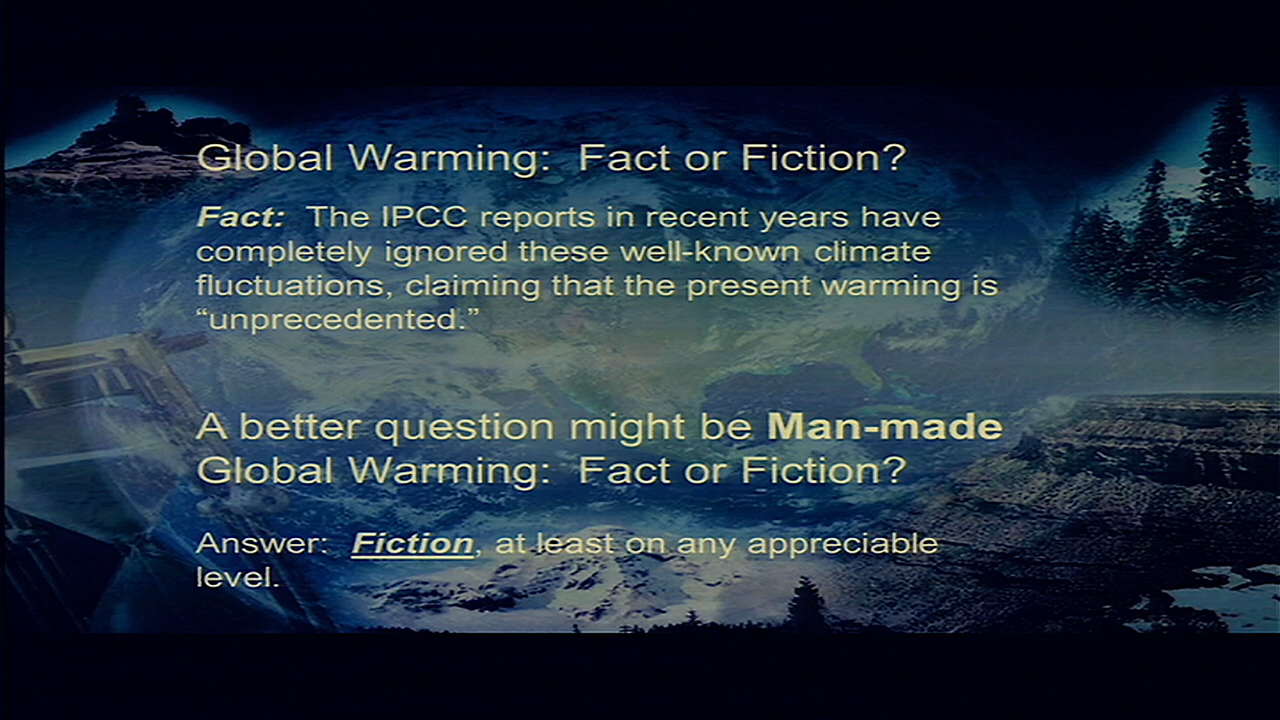 Global Warming: Fact or Fiction?
Fact: The IPCC reports in recent years have
completely ignored these well-known climate
fluctuations, claiming that the present warming is
“unprecedented.”
A better question might be Man-made
Global Warming: Fact or Fiction?
Answer: Fiction, at least on any appreciable
level.